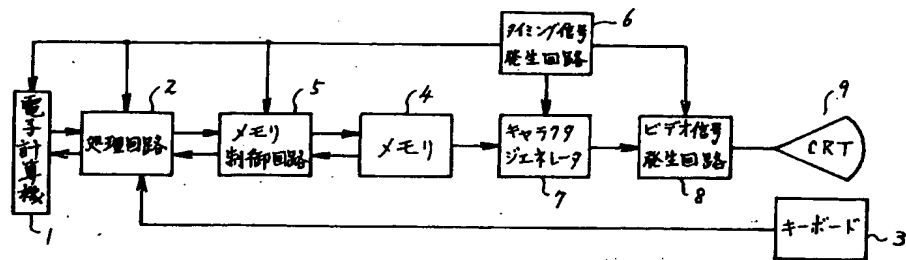 6
タイミング信号
発生回路
2
5
4
9
電子計算機
処理回路
メモリ
制御回路
メモリ
キャラクタ
ジェネレータ
ビデオ信号
発生回路
CRT
1
7
8
キーボード
3